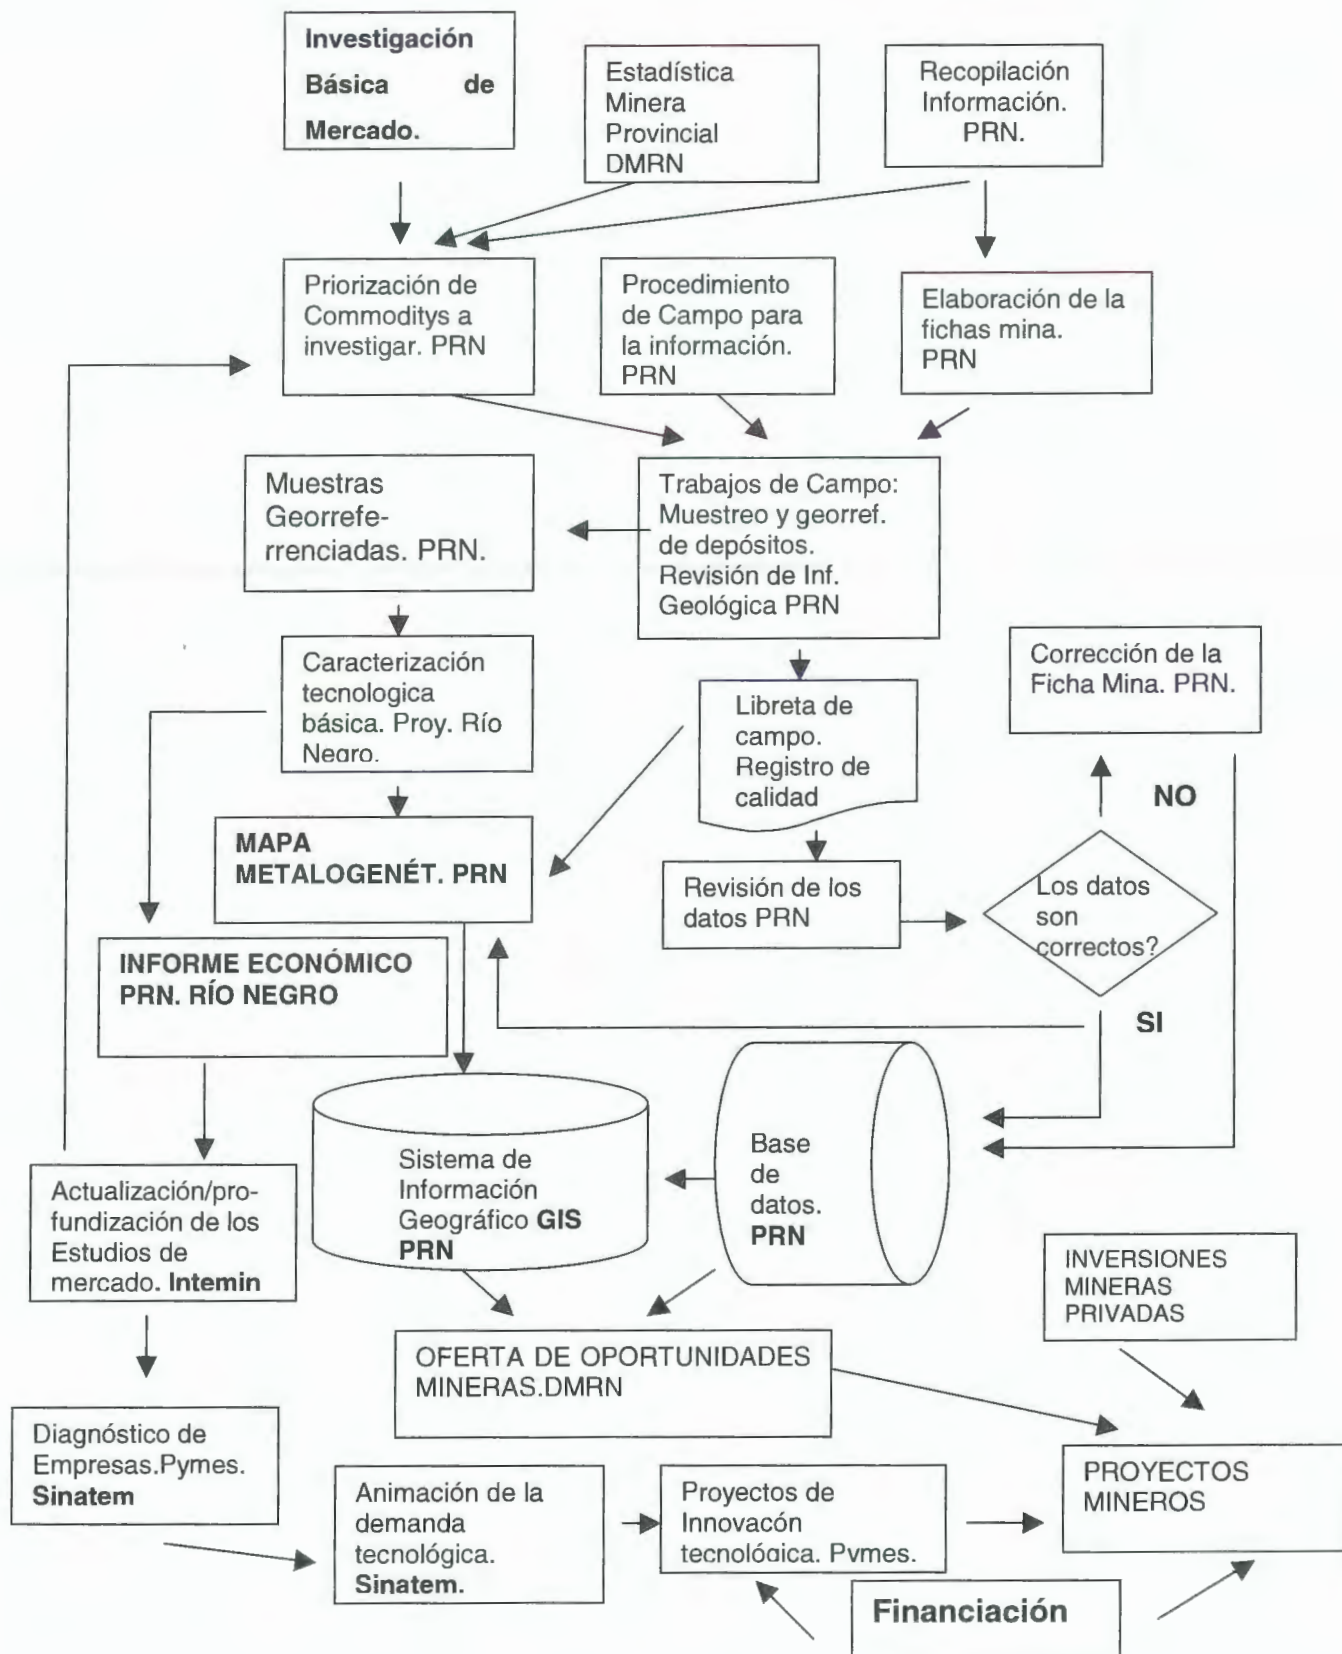 Investigación
Básica de
Mercado.
Estadística
Minera
Provincial
DMRN
Recopilación
Información.
PRN.
Priorización de
Commoditys a
investigar. PRN
Procedimiento
de Campo para
la información.
PRN
Elaboración de la
fichas mina.
PRN
Muestras
Georrefe-
rrenciadas. PRN.
Trabajos de Campo:
Muestreo y georref.
de depósitos.
Revisión de Inf.
Geológica PRN
Caracterización
tecnologica
básica. Proy. Río
Negro.
Libreta de
campo.
Registro de
calidad
Corrección de la
Ficha Mina. PRN.
NO
MAPA
METALOGENÉT. PRN
Revisión de los
datos PRN
Los datos
son
correctos?
SI
INFORME ECONÓMICO
PRN. RÍO NEGRO
Sistema de
Información
Geográfico GIS
PRN
Base
de
datos.
PRN
Actualización/pro-
fundización de los
Estudios de
mercado. Intemin
INVERSIONES
MINERAS
PRIVADAS
OFERTA DE OPORTUNIDADES
MINERAS.DMRN
Diagnóstico de
Empresas.Pymes.
Sinatem
Animación de la
demanda
tecnológica.
Sinatem.
Proyectos de
Innovacón
tecnológica. Pymes.
PROYECTOS
MINEROS
Financiación